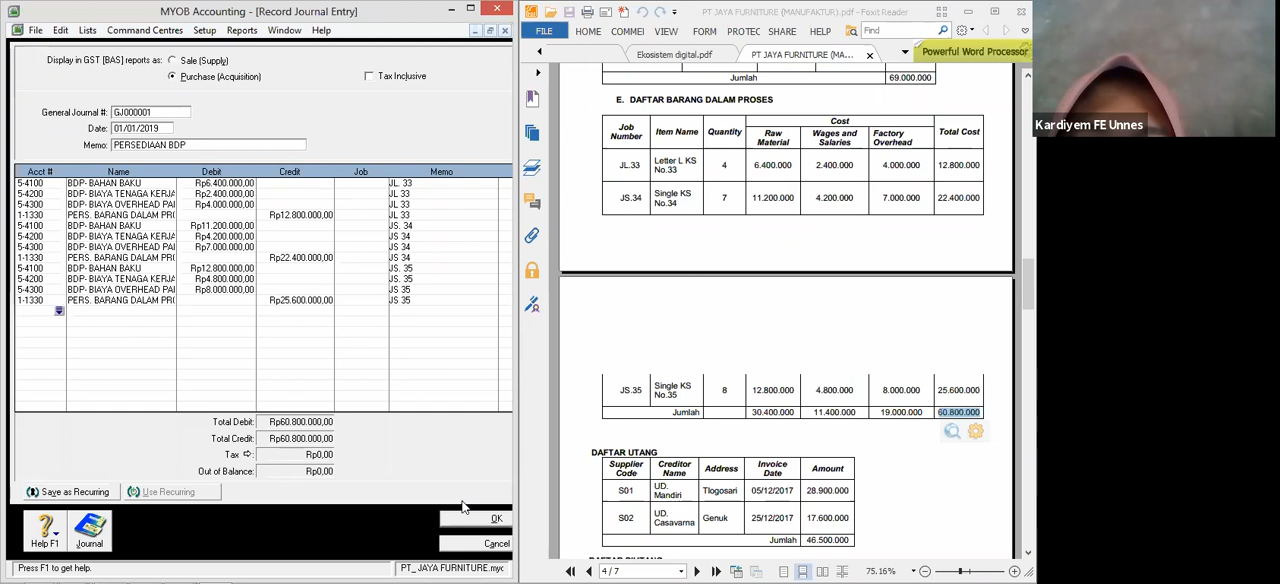 MYOB Accounting - [Record Journal Entry]
File Edit Lists Command Centres Setup Reports Window Help
Display in GST [BAS] reports as: Sale (Supply)
Purchase (Acquisition) Tax Inclusive
General Journal #: GJ000001
Date: 01/01/2019
Memo: PERSEDIAAN BDP
Acct # Name Debit Credit Job Memo
5-4100 BDP- BAHAN BAKU Rp6.400.000,00 JL. 33
5-4200 BDP- BIAYA TENAGA KERJA Rp2.400.000,00 JL 33
5-4300 BDP- BIAYA OVERHEAD PAI Rp4.000.000,00 JL 33
1-1330 PERS. BARANG DALAM PR( Rp12.800.000,00 JL 33
5-4100 BDP- BAHAN BAKU Rp11.200.000,00 JS. 34
5-4200 BDP- BIAYA TENAGA KERJ/ Rp4.200.000,00 JS 34
5-4300 BDP- BIAYA OVERHEAD PAI Rp7.000.000,00 JS 34
1-1330 PERS. BARANG DALAM PR( Rp22.400.000,00 JS 34
5-4100 BDP- BAHAN BAKU Rp12.800.000,00 JS. 35
5-4200 BDP- BIAYA TENAGA KERJ/ Rp4.800.000,00 JS. 35
5-4300 BDP- BIAYA OVERHEAD PAI Rp8.000.000,00 JS 35
1-1330 PERS. BARANG DALAM PR( Rp25.600.000,00 JS 35
Total Debit: Rp60.800.000,00
Total Credit: Rp60.800.000,00
Tax Rp0,00
Out of Balance: Rp0,00
Save as Recurring Use Recurring
OK
Help F1 Journal
Cancel
Press F1 to get help. PT_ JAYA FURNITURE.myc
PT JAYA FURNITURE (MANUFAKTUR).pdf - Foxit Reader
FILE HOME COMMEI VIEW FORM PROTEC SHARE HELP Find
Ekosistem digital.pdf PT JAYA FURNITURE (MA... Powerful Word Processor
Jumlah 69.000.000
E. DAFTAR BARANG DALAM PROSES
Job Number Item Name Quantity Cost Total Cost
Raw Material Wages and Salaries Factory Overhead
JL.33 Letter L KS No.33 4 6.400.000 2.400.000 4.000.000 12.800.000
JS.34 Single KS No.34 7 11.200.000 4.200.000 7.000.000 22.400.000
JS.35 Single KS No.35 8 12.800.000 4.800.000 8.000.000 25.600.000
Jumlah 30.400.000 11.400.000 19.000.000 60.800.000
DAFTAR UTANG
Supplier Code Creditor Name Address Invoice Date Amount
S01 UD. Mandiri Tlogosari 05/12/2017 28.900.000
S02 UD. Casavarna Genuk 25/12/2017 17.600.000
Jumlah 46.500.000
4 / 7 75.16%
Kardiyem FE Unnes